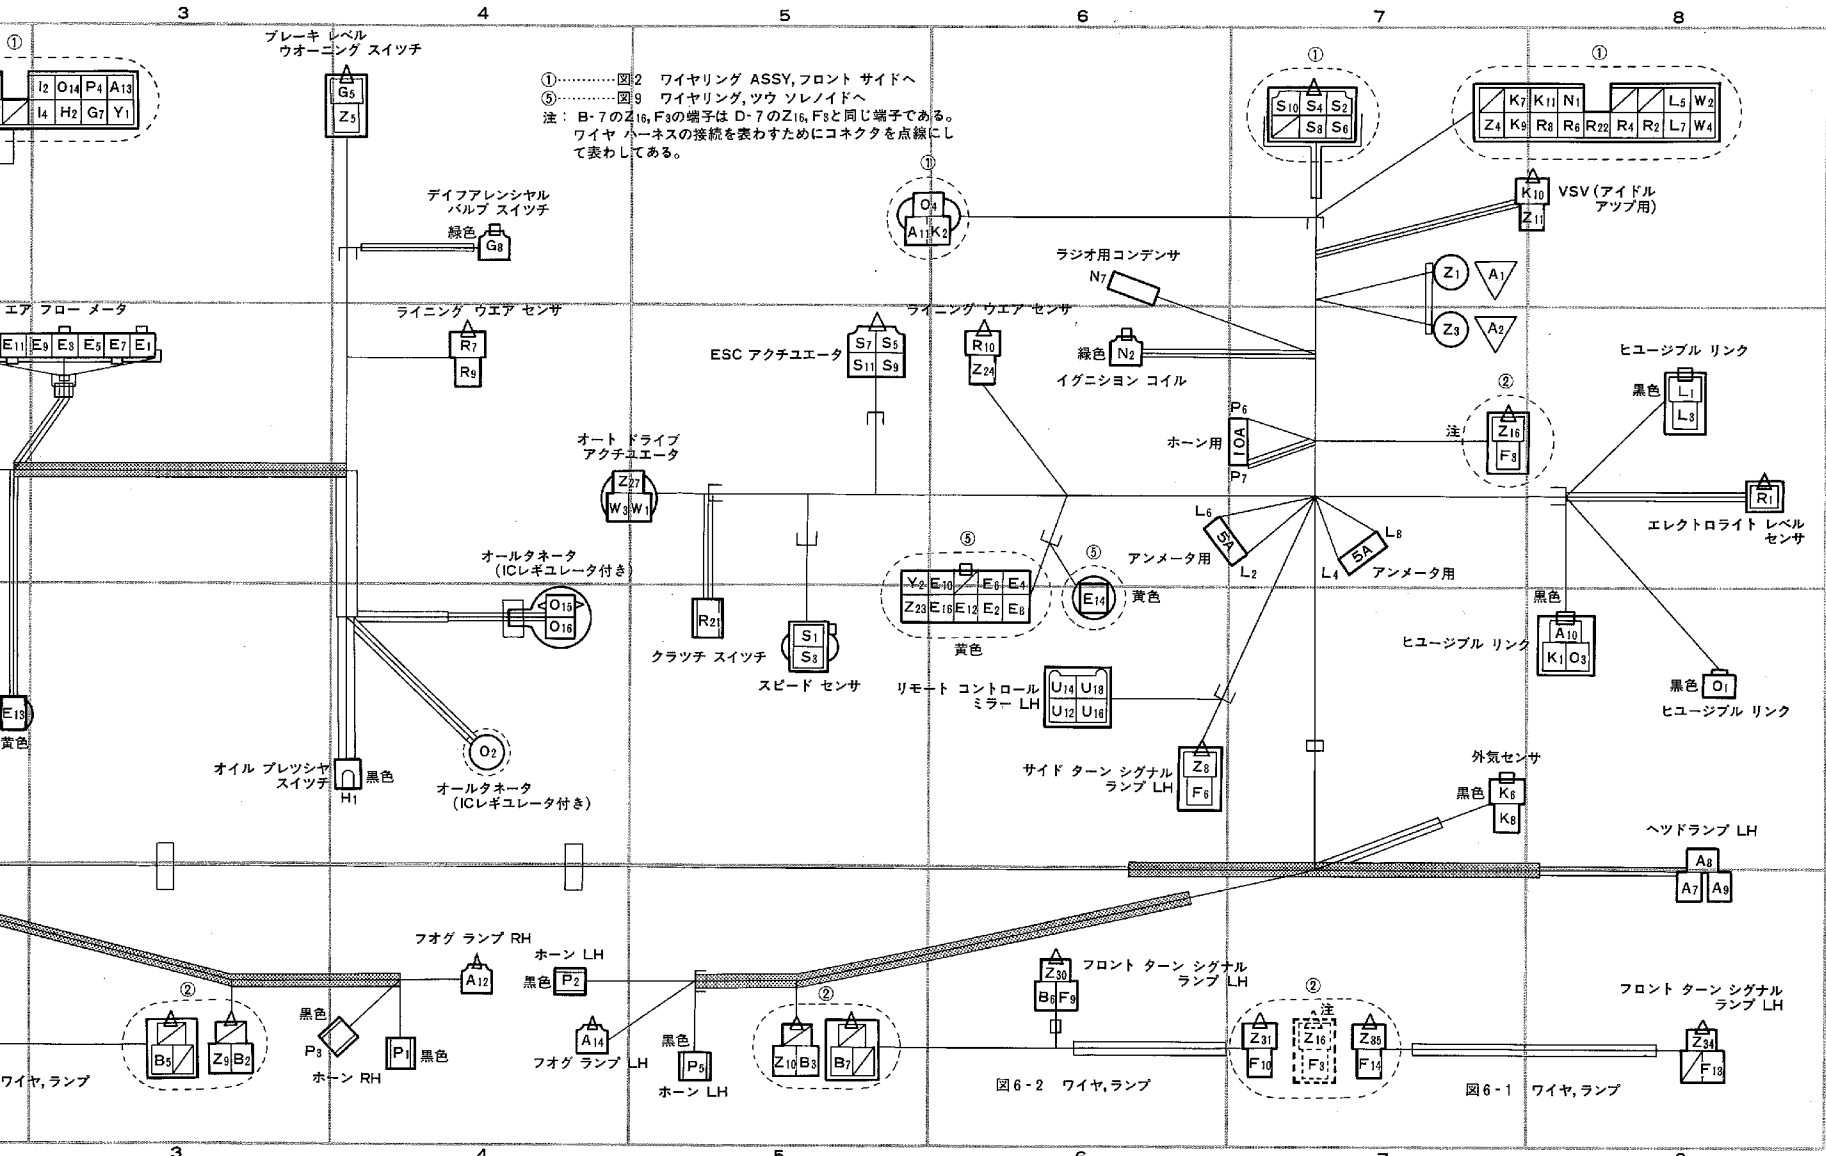 3 4 5 6 7 8
①
I2 O14 P4 A13
I4 H2 G7 Y1
ブレーキ レベル
ウオーニング スイツチ
G5
Z5
①…………図2 ワイヤリング ASSY,フロント サイドへ
⑤…………図9 ワイヤリング,ツウ ソレノイドへ
注: B-7のZ16, F3の端子は D-7のZ16, F3と同じ端子である。
ワイヤ ハーネスの接続を表わすためにコネクタを点線にし
て表わしてある。
①
S10 S4 S2
S8 S6
①
K7 K11 N1 L5 W2
Z4 K9 R8 R6 R22 R4 R2 L7 W4
①
O4
A11 K2
デイフアレンシヤル
バルブ スイツチ
緑色 G8
K10
Z11
VSV (アイドル
アツプ用)
ラジオ用コンデンサ
N7
Z1 A1
Z3 A2
エア フロー メータ
E11 E9 E3 E5 E7 E1
ライニング ウエア センサ
R7
R9
ESC アクチユエータ
S7 S5
S11 S9
ライニング ウエア センサ
R10
Z24
緑色 N2
イグニシヨン コイル
ヒユージブル リンク
黒色 L1
L3
P6
ホーン用 10A
P7
②
注 Z16
F3
オート ドライブ
アクチユエータ
Z27
W3 W1
R1
エレクトロライト レベル
センサ
L6
5A
アンメータ用
L2
L8
5A
L4
アンメータ用
オールタネータ
(ICレギユレータ付き)
O15
O16
R21
クラツチ スイツチ
S1
S3
スピード センサ
⑤
Y2 E10 E6 E4
Z23 E16 E12 E2 E8
黄色
⑤
E14 黄色
黒色
A10
K1 O3
ヒユージブル リンク
黒色 O1
ヒユージブル リンク
リモート コントロール
ミラー LH
U14 U18
U12 U16
E13
黄色
オイル プレツシヤ
スイツチ
黒色
H1
O2
オールタネータ
(ICレギユレータ付き)
サイド ターン シグナル
ランプ LH
Z8
F6
外気センサ
黒色 K6
K8
ヘツドランプ LH
A8
A7 A9
フオグ ランプ RH
A12
ホーン LH
黒色 P2
フロント ターン シグナル
ランプ LH
Z30
B6 F9
フロント ターン シグナル
ランプ LH
Z34
F13
②
B5 Z9 B2
黒色
P3
ホーン RH
P1 黒色
A14
フオグ ランプ LH
黒色
P5
ホーン LH
②
Z10 B3 B7
②
Z31
F10
注
Z16
F3
Z35
F14
ワイヤ,ランプ
図6-2 ワイヤ,ランプ
図6-1 ワイヤ,ランプ
3 4 5 6 7